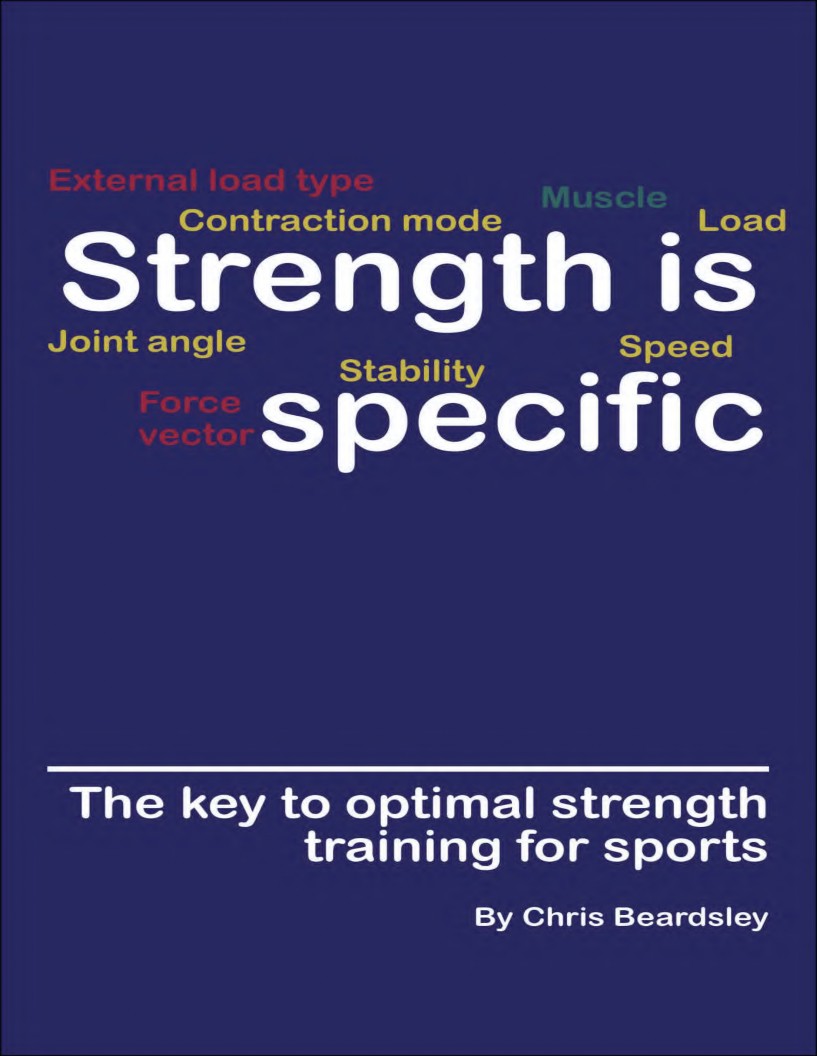 External load type
Muscle
Contraction mode
Load
Strength is
Joint angle
Speed
Stability
Force
vector
specific
The key to optimal strength
training for sports
By Chris Beardsley